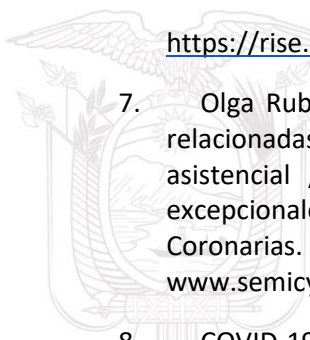 https://rise.
7. Olga Rub
relacionadas
asistencial
excepcional
Coronarias.
www.semicy
8. COVID-19